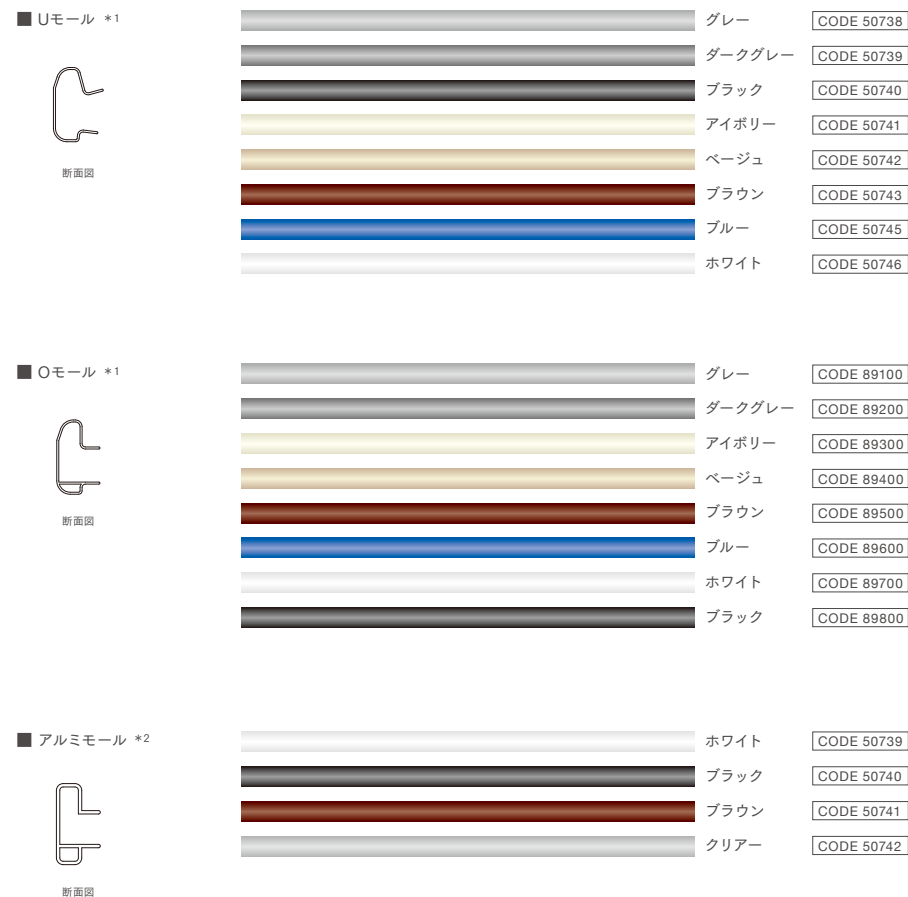 ■ Uモール *1
グレー CODE 50738
ダークグレー CODE 50739
ブラック CODE 50740
アイボリー CODE 50741
ベージュ CODE 50742
ブラウン CODE 50743
ブルー CODE 50745
ホワイト CODE 50746
断面図
■ Oモール *1
グレー CODE 89100
ダークグレー CODE 89200
アイボリー CODE 89300
ベージュ CODE 89400
ブラウン CODE 89500
ブルー CODE 89600
ホワイト CODE 89700
ブラック CODE 89800
断面図
■ アルミモール *2
ホワイト CODE 50739
ブラック CODE 50740
ブラウン CODE 50741
クリアー CODE 50742
断面図